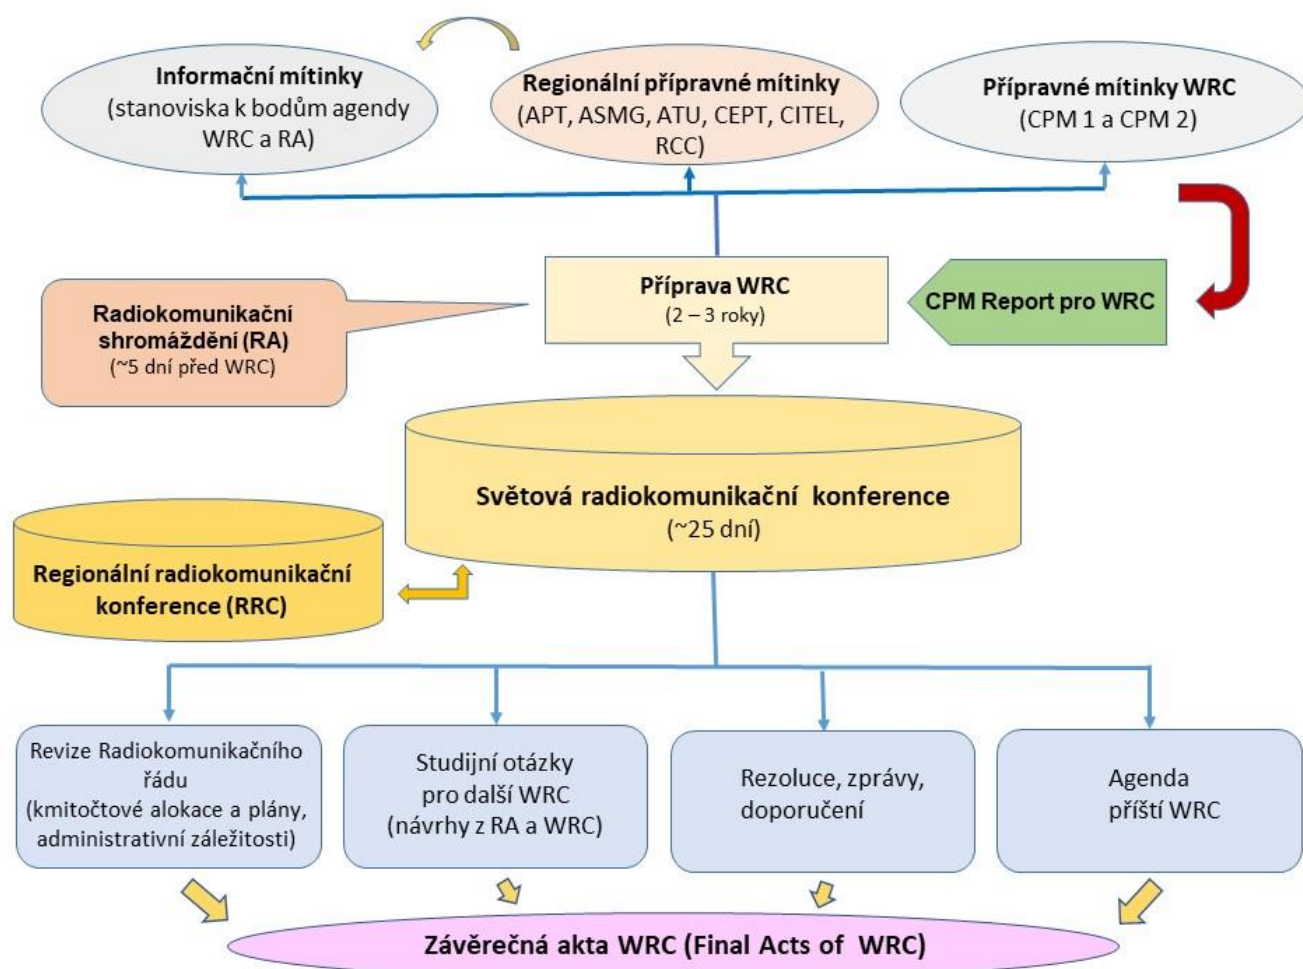 Informační mítinky
(stanoviska k bodům agendy
WRC a RA)
Regionální přípravné mítinky
(APT, ASMG, ATU, CEPT, CITEL,
RCC)
Přípravné mítinky WRC
(CPM 1 a CPM 2)
Radiokomunikační
shromáždění (RA)
(~5 dní před WRC)
Příprava WRC
(2 – 3 roky)
CPM Report pro WRC
Světová radiokomunikační konference
(~25 dní)
Regionální radiokomunikační
konference (RRC)
Revize Radiokomunikačního
řádu
(kmitočtové alokace a plány,
administrativní záležitosti)
Studijní otázky
pro další WRC
(návrhy z RA a WRC)
Rezoluce, zprávy,
doporučení
Agenda
příští WRC
Závěrečná akta WRC (Final Acts of WRC)